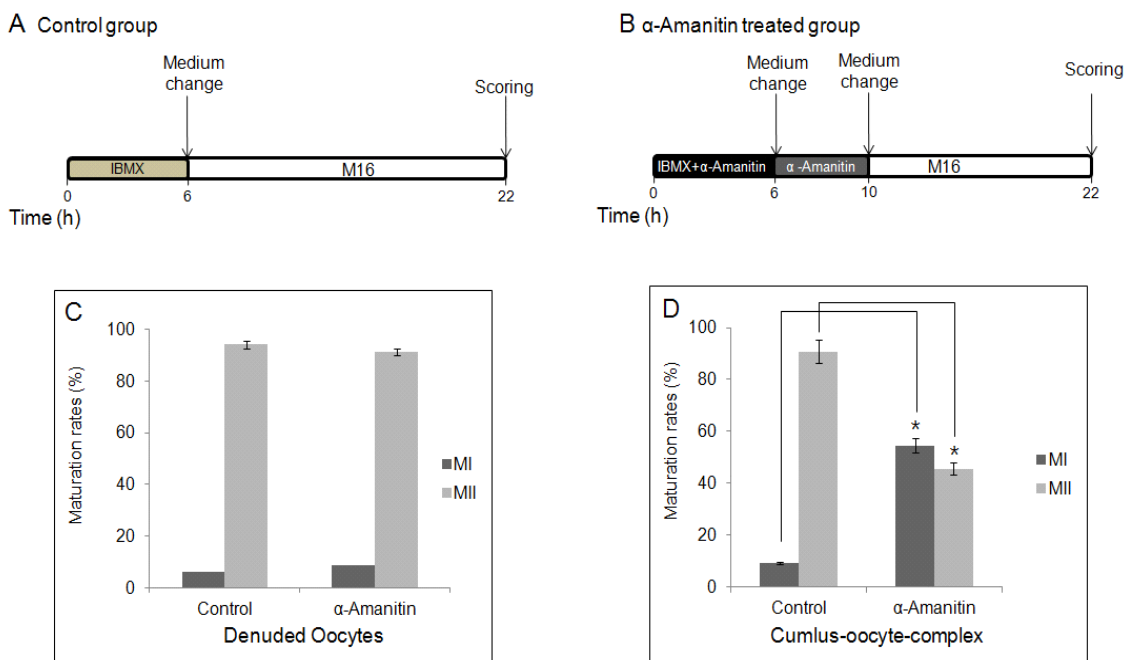 A Control group
Medium
change
Scoring
IBMX
M16
0
6
22
Time (h)
B α-Amanitin treated group
Medium
change
Medium
change
Scoring
IBMX+α-Amanitin
α -Amanitin
M16
0
6
10
22
Time (h)
C
Maturation rates (%)
100
80
60
40
20
0
Control
α-Amanitin
Denuded Oocytes
MI
MII
D
Maturation rates (%)
100
80
60
40
20
0
*
*
Control
α-Amanitin
Cumlus-oocyte-complex
MI
MII